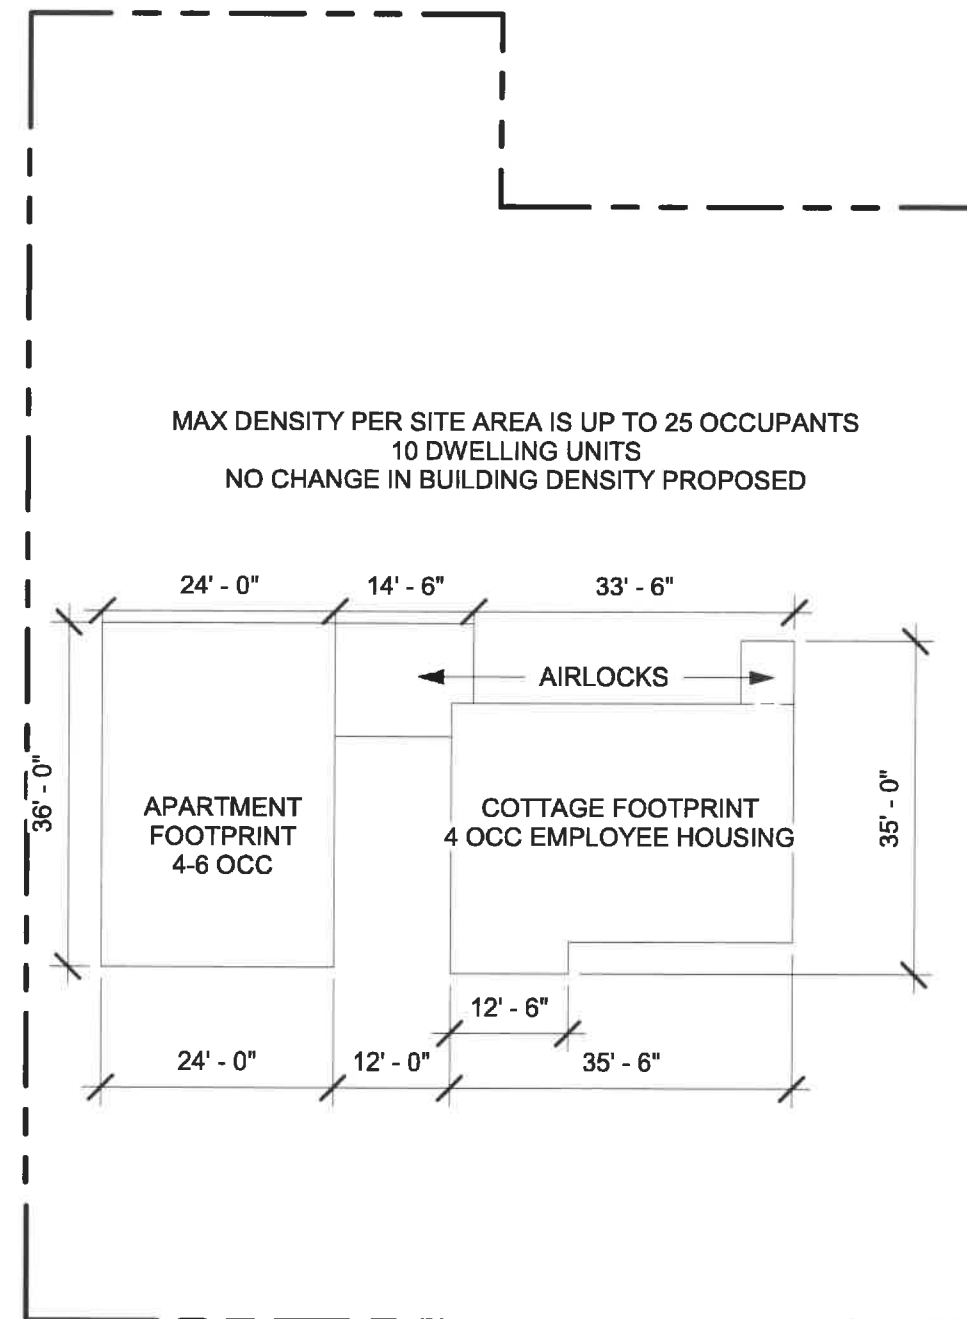 MAX DENSITY PER SITE AREA IS UP TO 25 OCCUPANTS
10 DWELLING UNITS
NO CHANGE IN BUILDING DENSITY PROPOSED
24' - 0"
14' - 6"
33' - 6"
AIRLOCKS
36' - 0"
APARTMENT
FOOTPRINT
4-6 OCC
COTTAGE FOOTPRINT
4 OCC EMPLOYEE HOUSING
35' - 0"
12' - 6"
24' - 0"
12' - 0"
35' - 6"